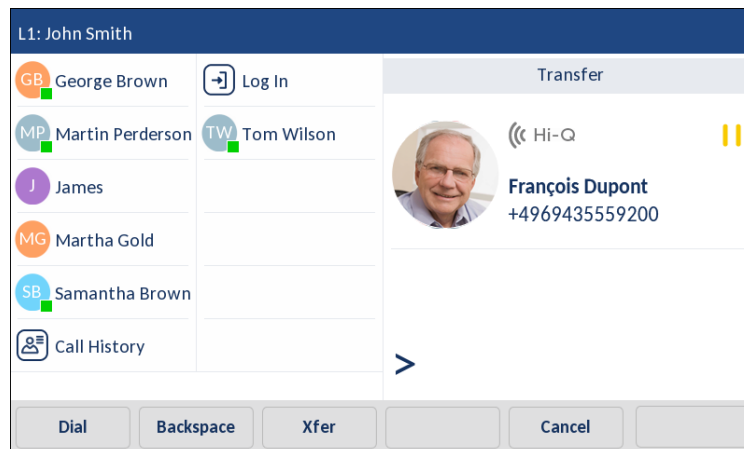 L1: John Smith
GB George Brown
Log In
MP Martin Perderson
TW Tom Wilson
J James
MG Martha Gold
SB Samantha Brown
Call History
Transfer
Hi-Q
François Dupont
+4969435559200
>
Dial Backspace Xfer Cancel